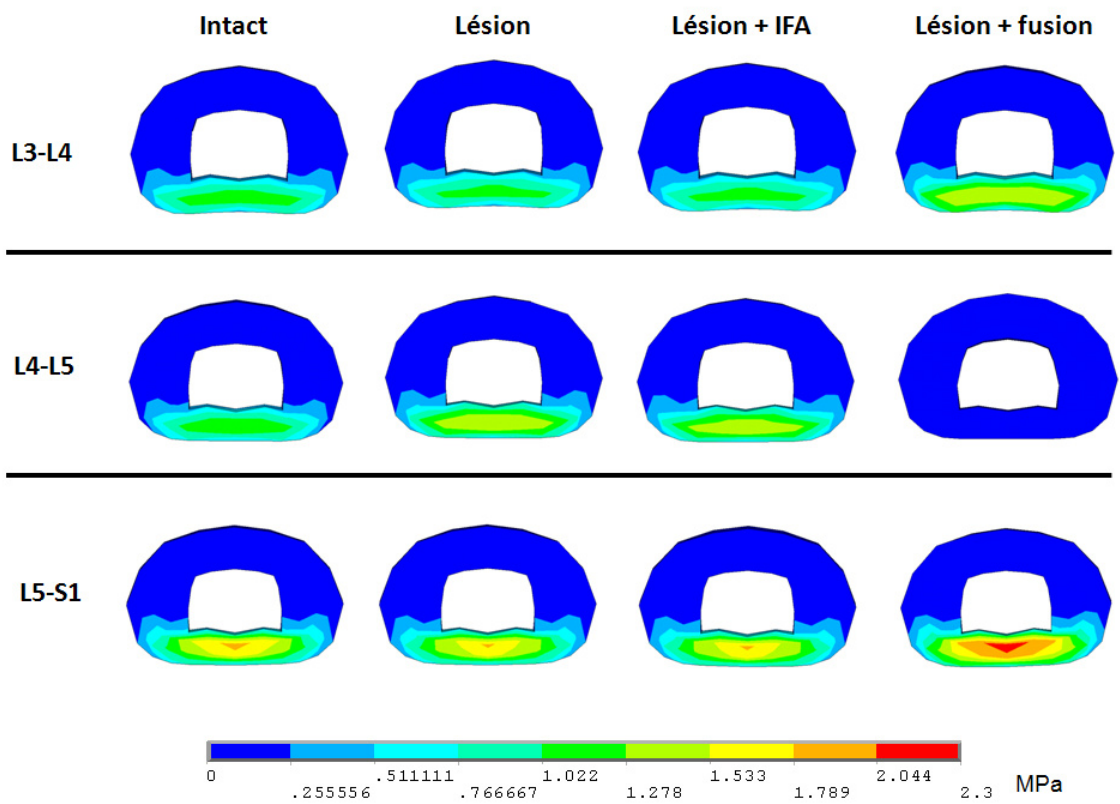 Intact Lésion Lésion + IFA Lésion + fusion
L3-L4
L4-L5
L5-S1
0 .511111 1.022 1.533 2.044
.255556 .766667 1.278 1.789 2.3 MPa